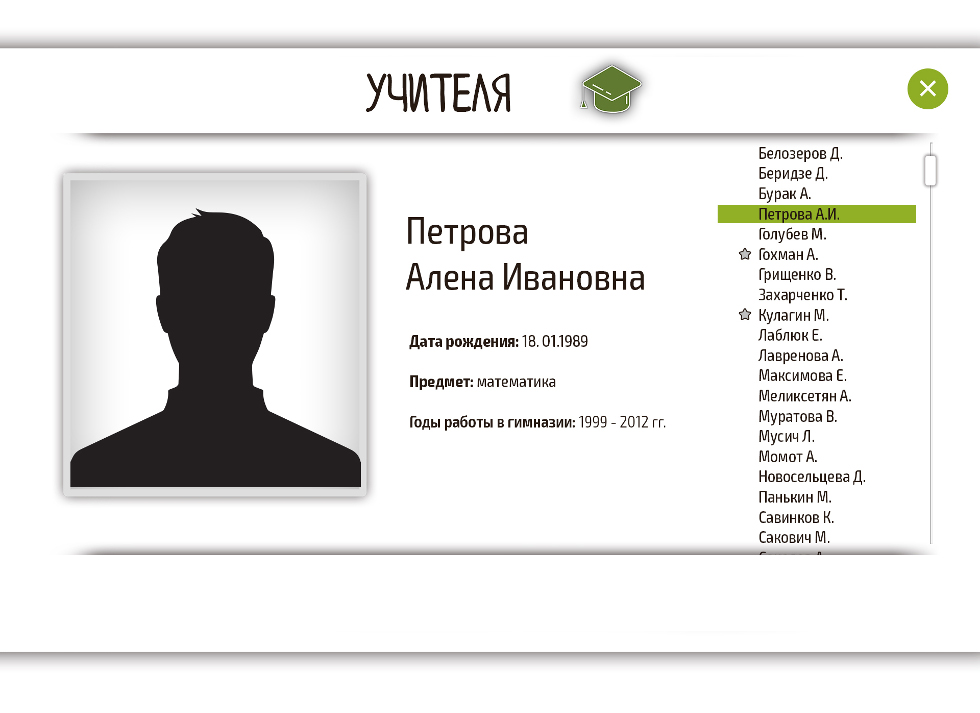 УЧИТЕЛЯ
Петрова
Алена Ивановна
Дата рождения: 18. 01.1989
Предмет: математика
Годы работы в гимназии: 1999 - 2012 гг.
Белозеров Д.
Беридзе Д.
Бурак А.
Петрова А.И.
Голубев М.
Гохман А.
Грищенко В.
Захарченко Т.
Кулагин М.
Лаблюк Е.
Лавренова А.
Максимова Е.
Меликсетян А.
Муратова В.
Мусич Л.
Момот А.
Новосельцева Д.
Панькин М.
Савинков К.
Сакович М.